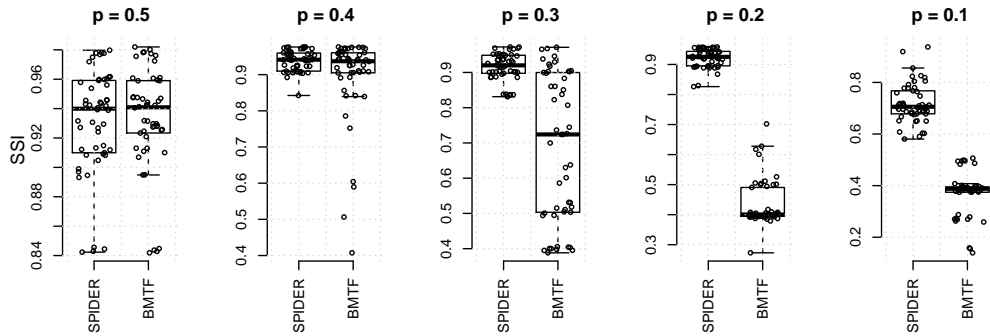 p = 0.5
p = 0.4
p = 0.3
p = 0.2
p = 0.1
SSI
0.96
0.92
0.88
0.84
SPIDER
BMTF
0.9
0.8
0.7
0.6
0.5
0.4
SPIDER
BMTF
0.9
0.8
0.7
0.6
0.5
0.4
SPIDER
BMTF
0.9
0.7
0.5
0.3
SPIDER
BMTF
0.8
0.6
0.4
0.2
SPIDER
BMTF